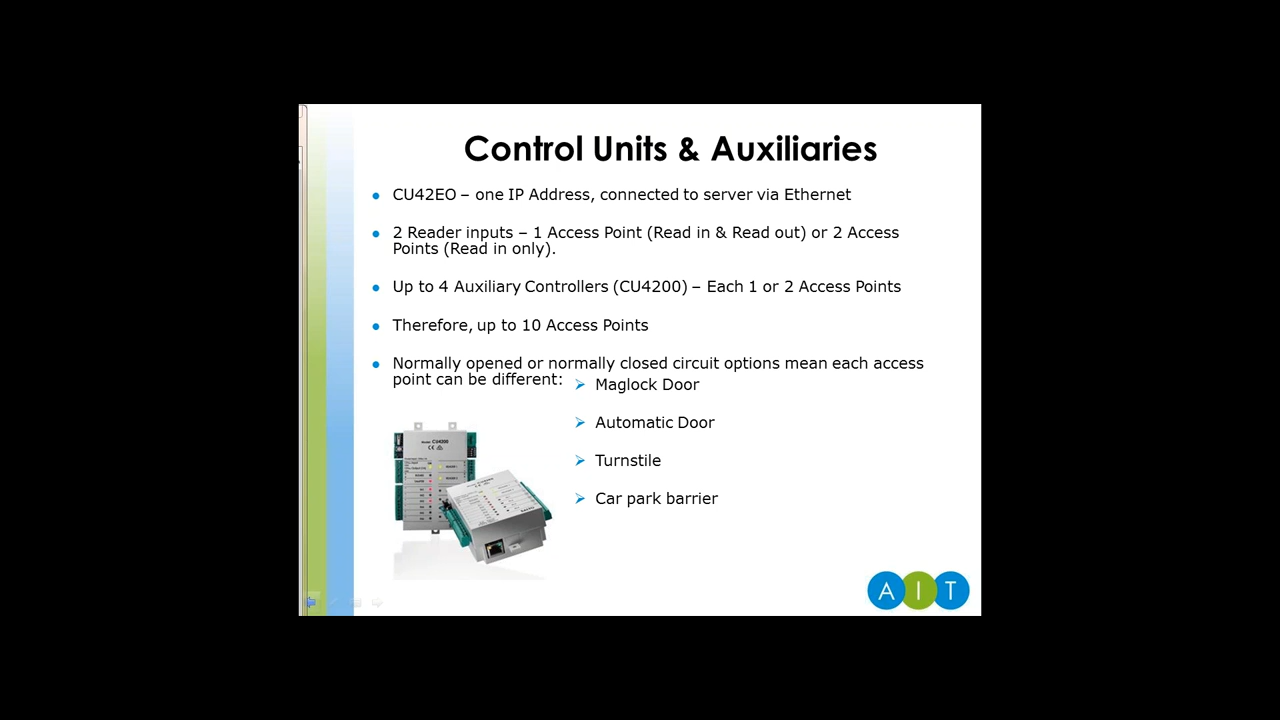 Control Units & Auxiliaries
CU42EO – one IP Address, connected to server via Ethernet
2 Reader inputs – 1 Access Point (Read in & Read out) or 2 Access
Points (Read in only).
Up to 4 Auxiliary Controllers (CU4200) – Each 1 or 2 Access Points
Therefore, up to 10 Access Points
Normally opened or normally closed circuit options mean each access
point can be different:
Maglock Door
Automatic Door
Turnstile
Car park barrier
CU4200
AIT